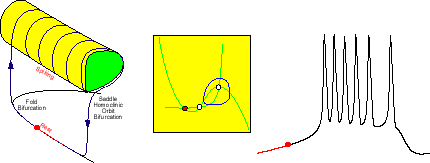 Spiking
Fold
Bifurcation
Saddle
Homoclinic
Orbit
Bifurcation
Rest